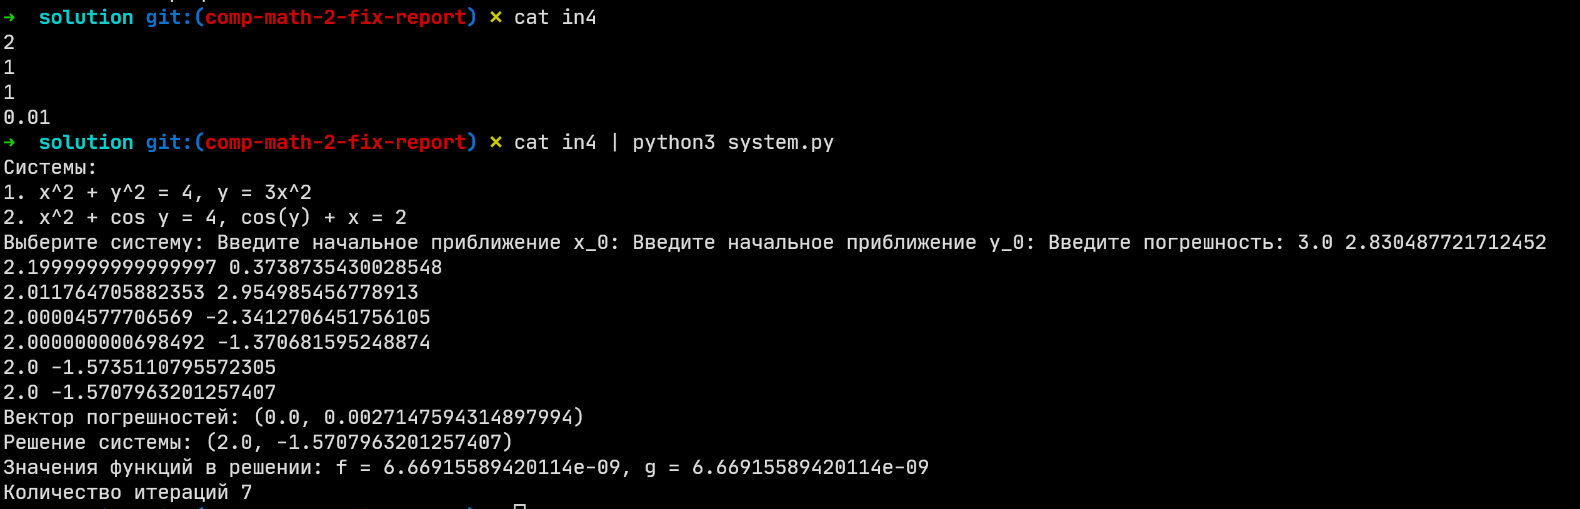 →  solution git:(comp-math-2-fix-report) × cat in4
2
1
1
0.01
→  solution git:(comp-math-2-fix-report) × cat in4 | python3 system.py
Системы:
1. x^2 + y^2 = 4, y = 3x^2
2. x^2 + cos y = 4, cos(y) + x = 2
Выберите систему: Введите начальное приближение x_0: Введите начальное приближение y_0: Введите погрешность: 3.0 2.830487721712452
2.1999999999999997 0.3738735430028548
2.011764705882353 2.954985456778913
2.00004577706569 -2.3412706451756105
2.000000000698492 -1.370681595248874
2.0 -1.5735110795572305
2.0 -1.5707963201257407
Вектор погрешностей: (0.0, 0.0027147594314897994)
Решение системы: (2.0, -1.5707963201257407)
Значения функций в решении: f = 6.66915589420114e-09, g = 6.66915589420114e-09
Количество итераций 7